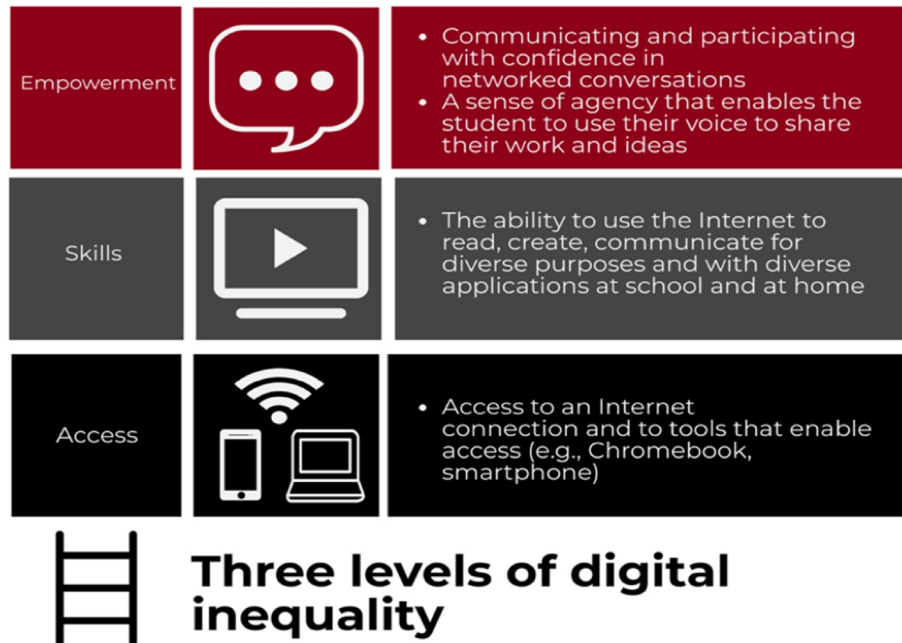 Empowerment
• Communicating and participating
with confidence in
networked conversations
• A sense of agency that enables the
student to use their voice to share
their work and ideas
Skills
• The ability to use the Internet to
read, create, communicate for
diverse purposes and with diverse
applications at school and at home
Access
• Access to an Internet
connection and to tools that enable
access (e.g., Chromebook,
smartphone)
Three levels of digital
inequality